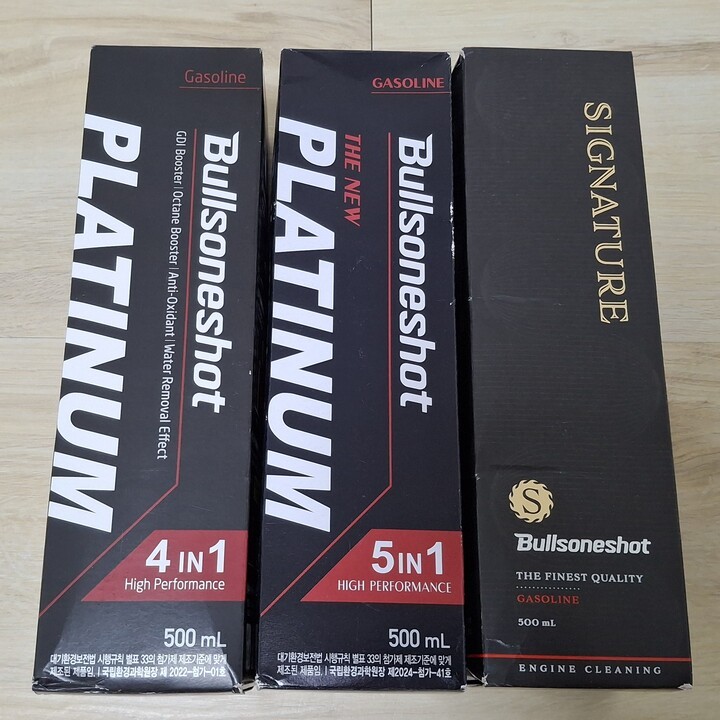 Gasoline
Bullsoneshot
PLATINUM
GDI Booster | Octane Booster | Anti-Oxidant | Water Removal Effect
4 IN 1
High Performance
500 mL
대기환경보전법 시행규칙 별표 33의 첨가제 제조기준에 맞게
제조된 제품임. | 국립환경과학원장 제 2022-첨가-01호
GASOLINE
Bullsoneshot
THE NEW
PLATINUM
5 IN 1
HIGH PERFORMANCE
500 mL
대기환경보전법 시행규칙 별표 33의 첨가제 제조기준에 맞게
제조된 제품임. | 국립환경과학원장 제2024-첨가-41호
SIGNATURE
S
Bullsoneshot
THE FINEST QUALITY
GASOLINE
500 mL
ENGINE CLEANING